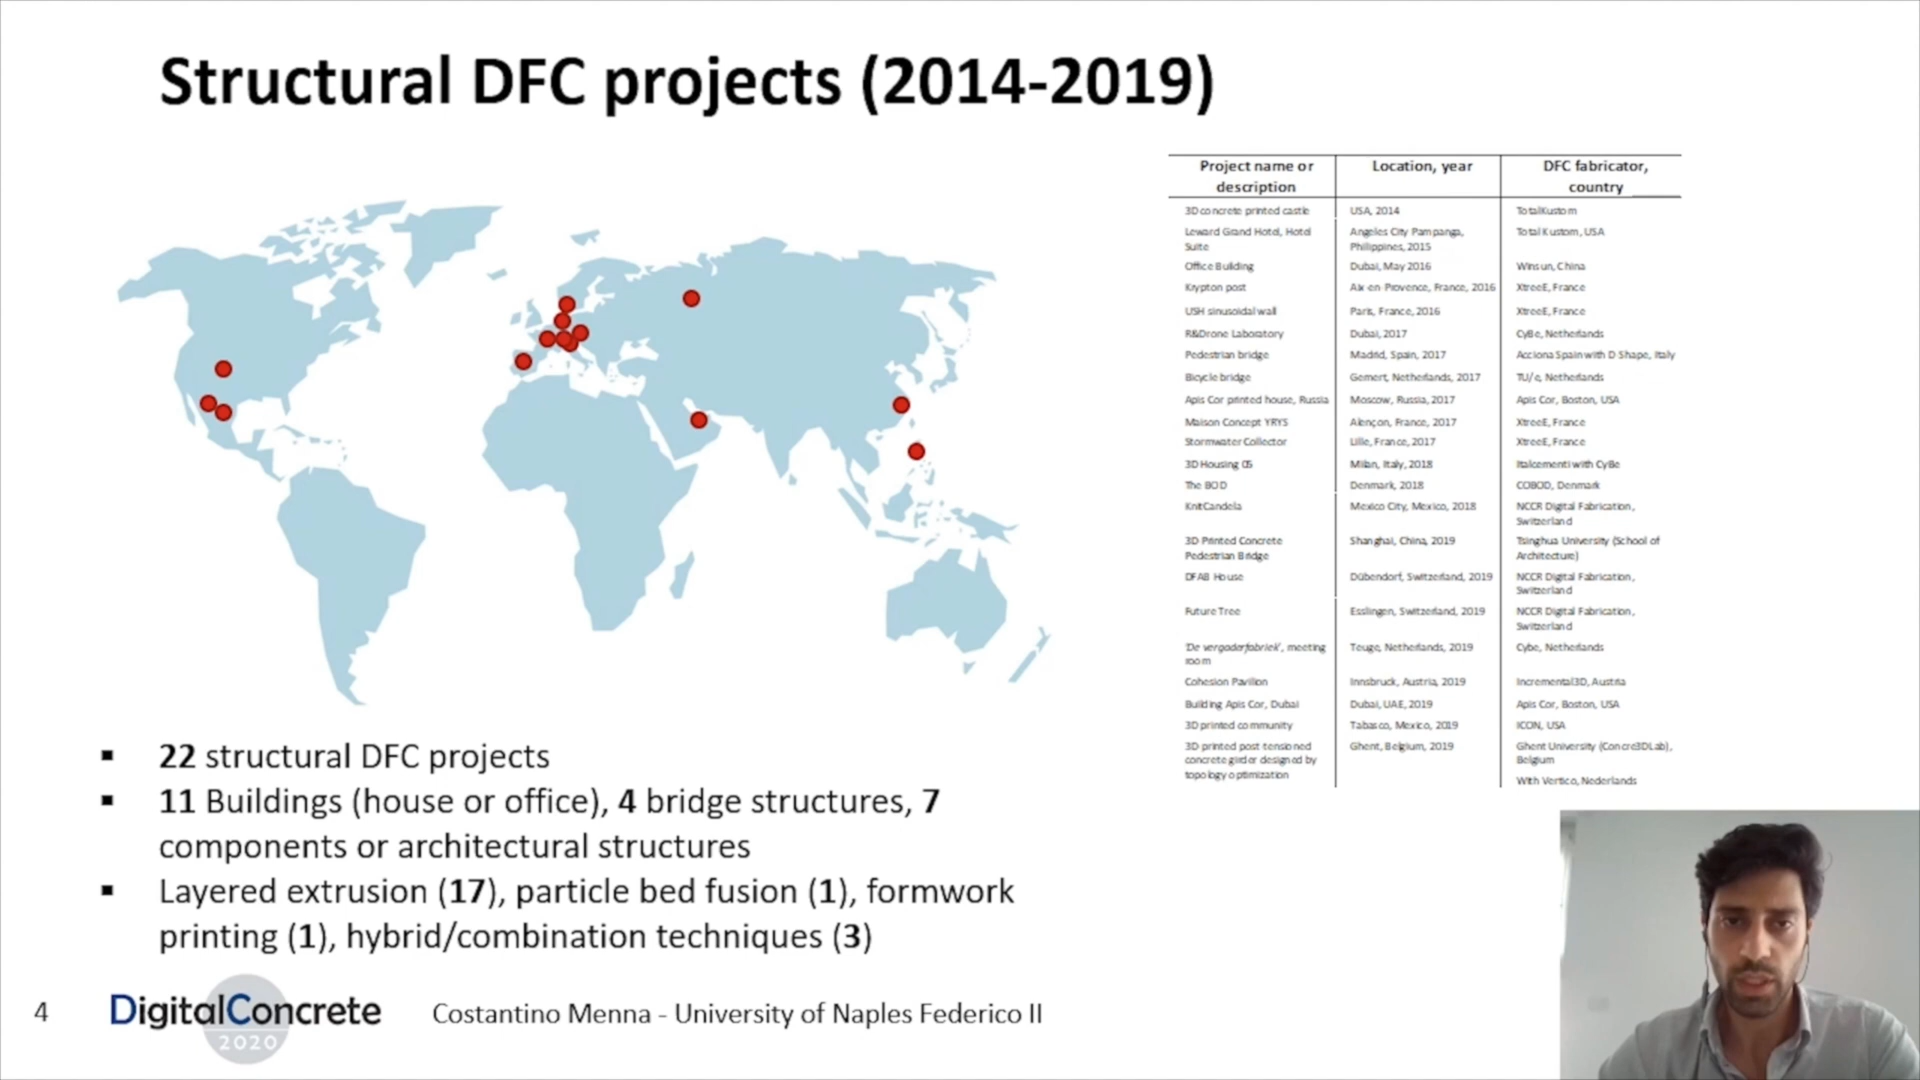 Structural DFC projects (2014-2019)
Project name or description
Location, year
DFC fabricator, country
3D concrete printed castle
USA, 2014
TotalKustom
Leward Grand Hotel, Hotel Suite
Angeles City Pampanga, Philippines, 2015
Total Kustom, USA
Office Building
Dubai, May 2016
Winsun, China
Krypton post
Aix-en-Provence, France, 2016
XtreeE, France
USH sinusoidal wall
Paris, France, 2016
XtreeE, France
R&Drone Laboratory
Dubai, 2017
CyBe, Netherlands
Pedestrian bridge
Madrid, Spain, 2017
Acciona Spain with D Shape, Italy
Bicycle bridge
Gemert, Netherlands, 2017
TU/e, Netherlands
Apis Cor printed house, Russia
Moscow, Russia, 2017
Apis Cor, Boston, USA
Maison Concept YRYS
Alençon, France, 2017
XtreeE, France
Stormwater Collector
Lille, France, 2017
XtreeE, France
3D Housing 05
Milan, Italy, 2018
Italcementi with CyBe
The BOD
Denmark, 2018
COBOD, Denmark
KnitCandela
Mexico City, Mexico, 2018
NCCR Digital Fabrication, Switzerland
3D Printed Concrete Pedestrian Bridge
Shanghai, China, 2019
Tsinghua University (School of Architecture)
DFAB House
Dübendorf, Switzerland, 2019
NCCR Digital Fabrication, Switzerland
Future Tree
Esslingen, Switzerland, 2019
NCCR Digital Fabrication, Switzerland
'De vergaderfabriek', meeting room
Teuge, Netherlands, 2019
Cybe, Netherlands
Cohesion Pavilion
Innsbruck, Austria, 2019
Incremental3D, Austria
Building Apis Cor, Dubai
Dubai, UAE, 2019
Apis Cor, Boston, USA
3D printed community
Tabasco, Mexico, 2019
ICON, USA
3D printed post tensioned concrete girder designed by topology optimization
Ghent, Belgium, 2019
Ghent University (Concre3DLab), Belgium
With Vertico, Nederlands
▪ 22 structural DFC projects
▪ 11 Buildings (house or office), 4 bridge structures, 7
components or architectural structures
▪ Layered extrusion (17), particle bed fusion (1), formwork
printing (1), hybrid/combination techniques (3)
4
DigitalConcrete
2020
Costantino Menna - University of Naples Federico II